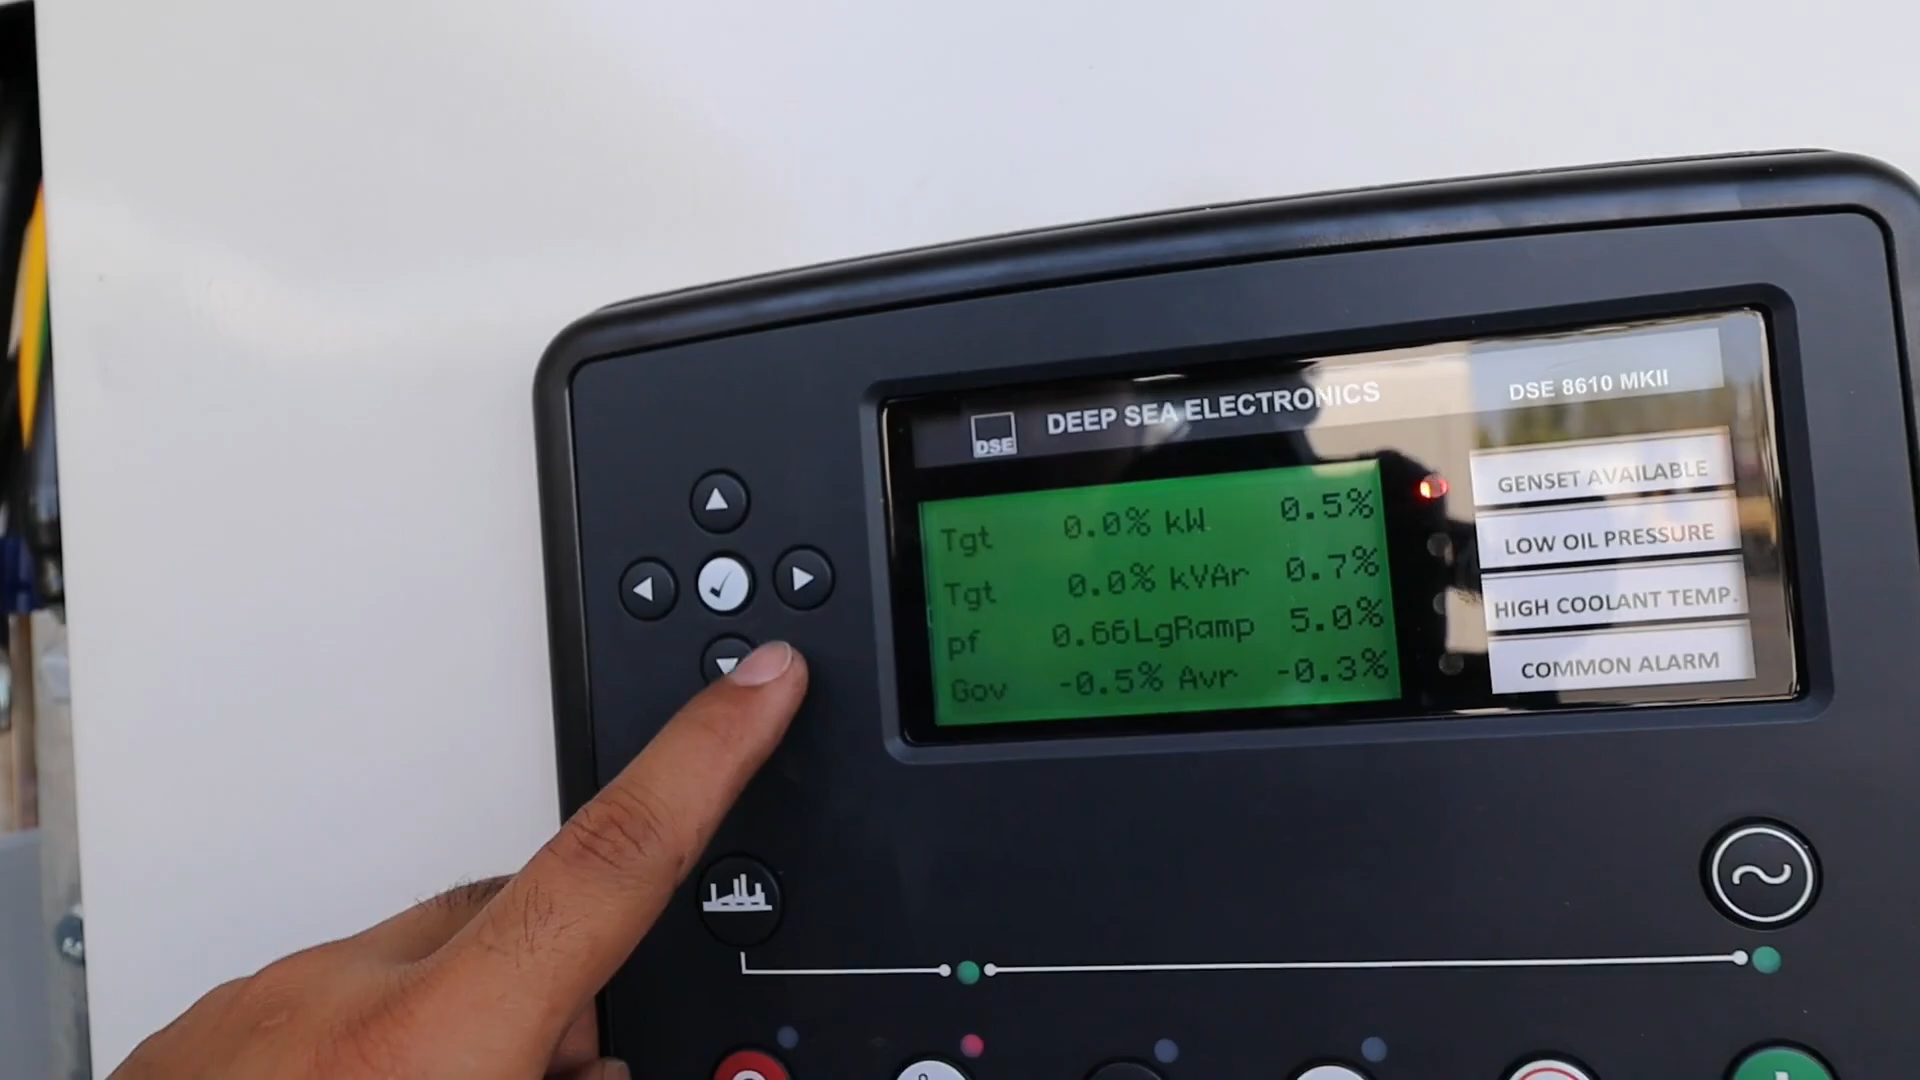 DSE
DEEP SEA ELECTRONICS
DSE 8610 MKII
Tgt 0.0% kW 0.5%
Tgt 0.0% kVAr 0.7%
pf 0.66LgRamp 5.0%
Gov -0.5% Avr -0.3%
GENSET AVAILABLE
LOW OIL PRESSURE
HIGH COOLANT TEMP.
COMMON ALARM